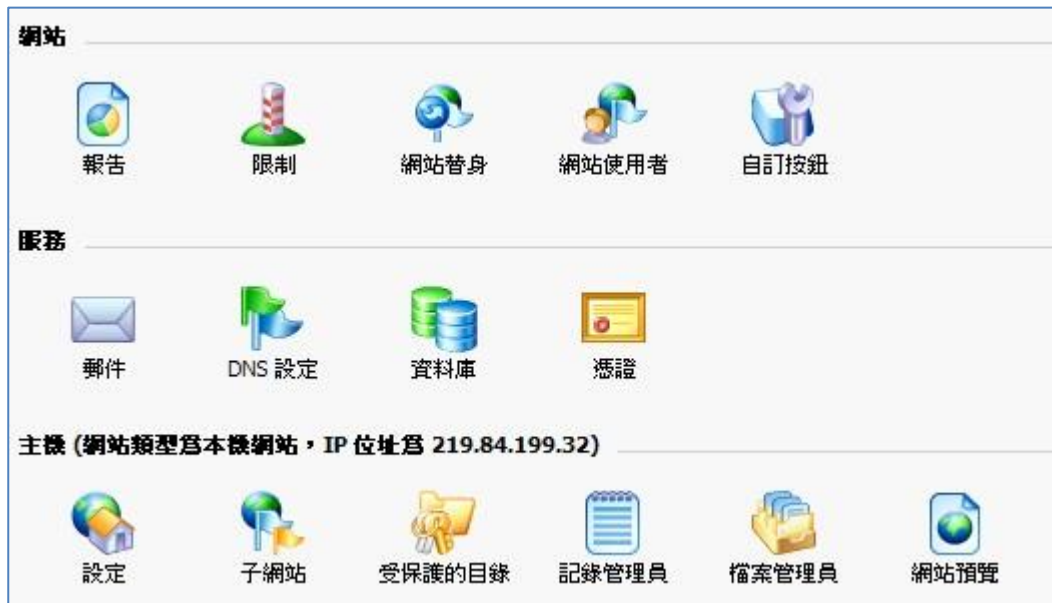 網站
報告 限制 網站替身 網站使用者 自訂按鈕
服務
郵件 DNS 設定 資料庫 憑證
主機 (網站類型為本機網站，IP 位址為 219.84.199.32)
設定 子網站 受保護的目錄 記錄管理員 檔案管理員 網站預覽